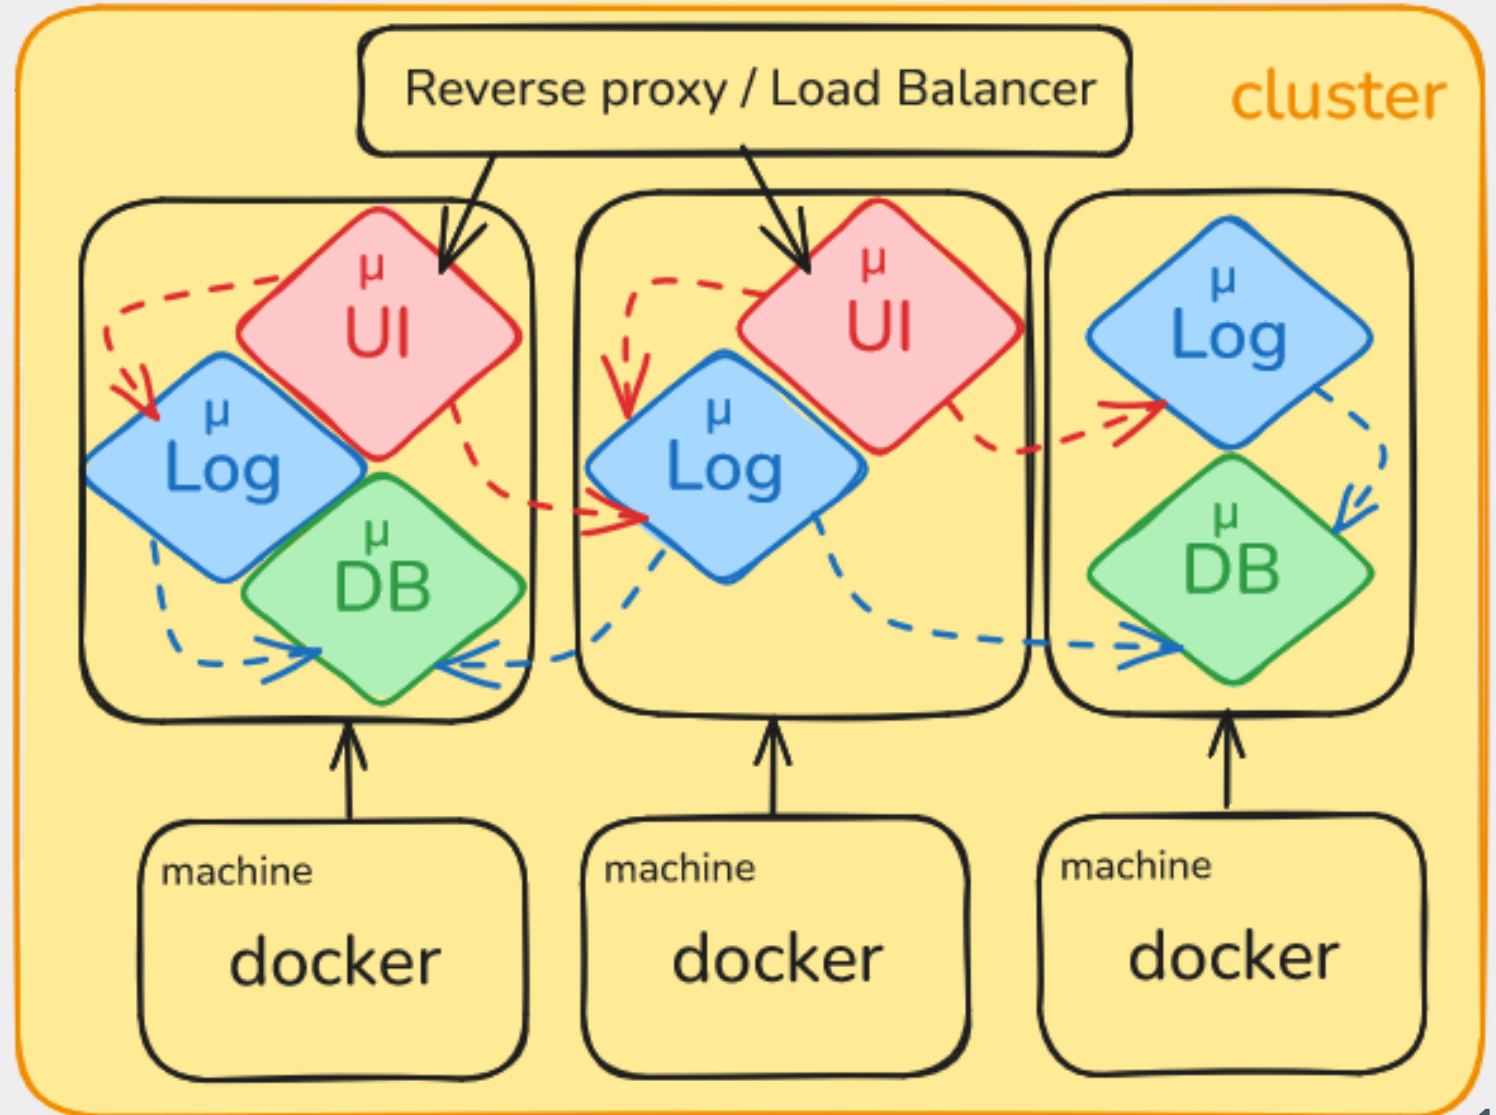 Reverse proxy / Load Balancer
cluster
µ
UI
µ
Log
µ
DB
µ
UI
µ
Log
µ
Log
µ
DB
machine
docker
machine
docker
machine
docker